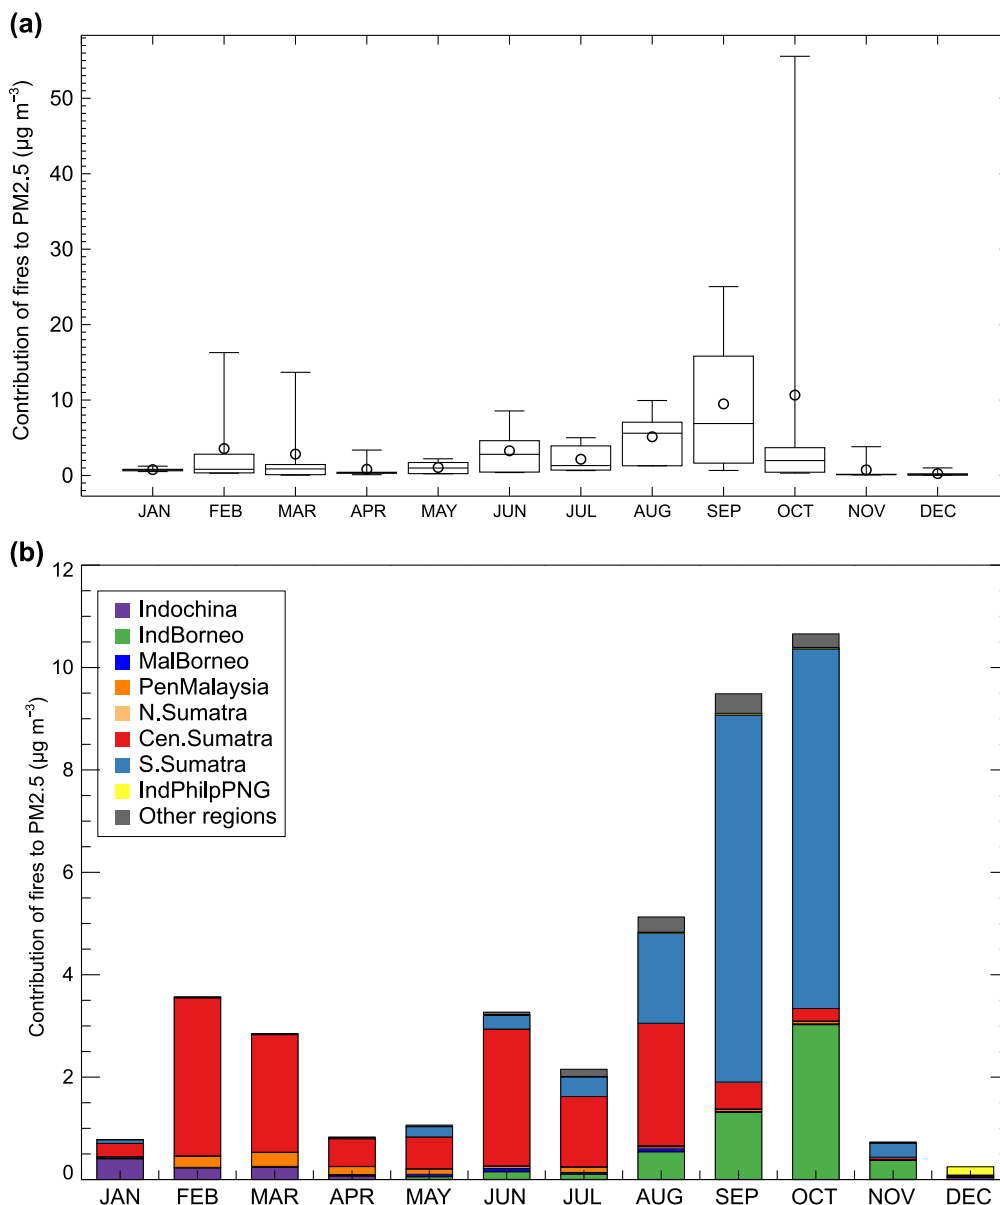 (a)
Contribution of fires to PM2.5 (µg m⁻³)
50
40
30
20
10
0
JAN FEB MAR APR MAY JUN JUL AUG SEP OCT NOV DEC
(b)
Contribution of fires to PM2.5 (µg m⁻³)
12
10
8
6
4
2
0
Indochina
IndBorneo
MalBorneo
PenMalaysia
N.Sumatra
Cen.Sumatra
S.Sumatra
IndPhilpPNG
Other regions
JAN FEB MAR APR MAY JUN JUL AUG SEP OCT NOV DEC